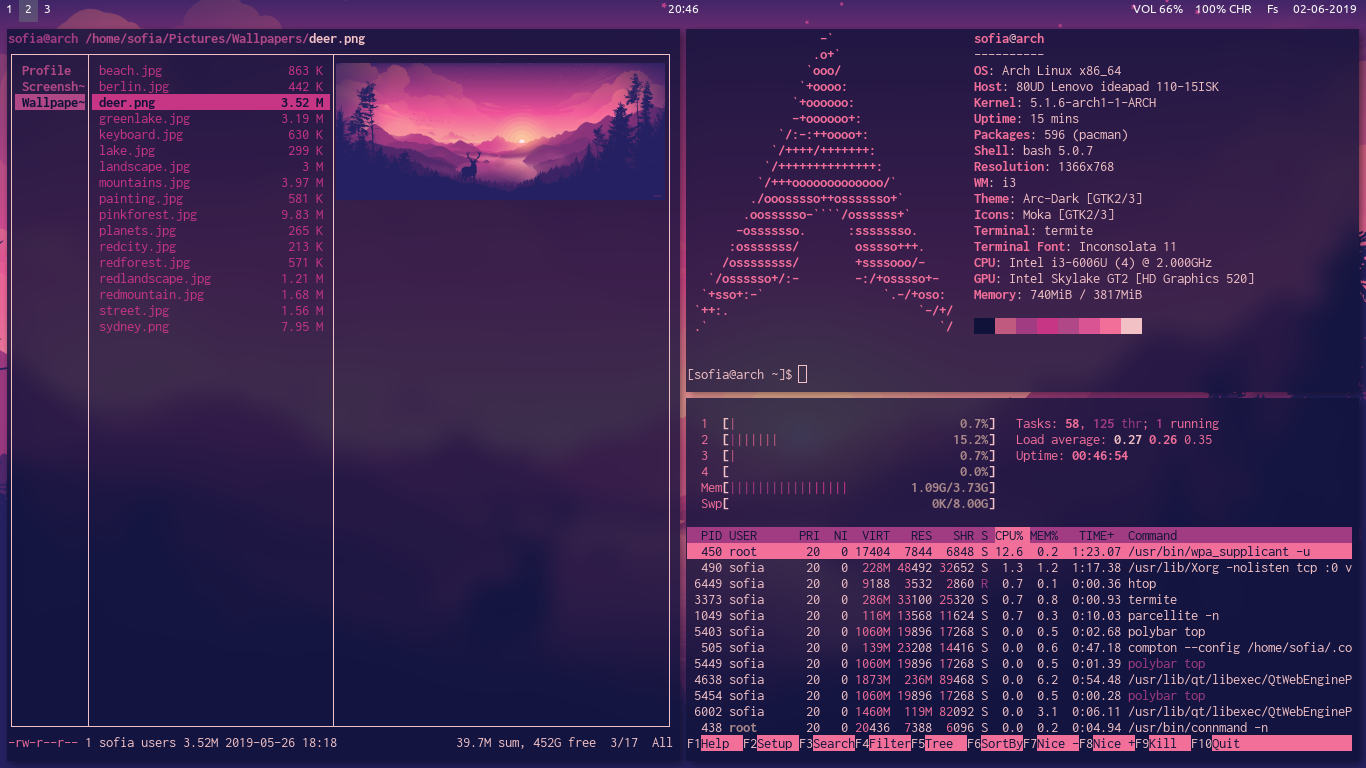 1 2 3 20:46 VOL 66% 100% CHR Fs 02-06-2019
sofia@arch /home/sofia/Pictures/Wallpapers/deer.png
Profile
Screensh~
Wallpape~
beach.jpg 863 K
berlin.jpg 442 K
deer.png 3.52 M
greenlake.jpg 3.19 M
keyboard.jpg 630 K
lake.jpg 299 K
landscape.jpg 3 M
mountains.jpg 3.97 M
painting.jpg 581 K
pinkforest.jpg 9.83 M
planets.jpg 265 K
redcity.jpg 213 K
redforest.jpg 571 K
redlandscape.jpg 1.21 M
redmountain.jpg 1.68 M
street.jpg 1.56 M
sydney.png 7.95 M
-rw-r--r-- 1 sofia users 3.52M 2019-05-26 18:18 39.7M sum, 452G free 3/17 All
-`
.o+`
`ooo/
`+oooo:
`+oooooo:
-+oooooo+:
`/:-:++oooo+:
`/++++/+++++++:
`/++++++++++++++:
`/+++ooooooooooooo/`
./ooosssso++osssssso+`
.oossssso-````/ossssss+`
-osssssso. :ssssssso.
:osssssss/ osssso+++.
/ossssssss/ +ssssooo/-
`/ossssso+/:- -:/+osssso+-
`+sso+:-` `.-/+oso:
`++:. `-/+/
.` `/
sofia@arch
----------
OS: Arch Linux x86_64
Host: 80UD Lenovo ideapad 110-15ISK
Kernel: 5.1.6-arch1-1-ARCH
Uptime: 15 mins
Packages: 596 (pacman)
Shell: bash 5.0.7
Resolution: 1366x768
WM: i3
Theme: Arc-Dark [GTK2/3]
Icons: Moka [GTK2/3]
Terminal: termite
Terminal Font: Inconsolata 11
CPU: Intel i3-6006U (4) @ 2.000GHz
GPU: Intel Skylake GT2 [HD Graphics 520]
Memory: 740MiB / 3817MiB
[sofia@arch ~]$
1 [| 0.7%]
2 [||||||| 15.2%]
3 [| 0.7%]
4 [ 0.0%]
Mem[||||||||||||||||| 1.09G/3.73G]
Swp[ 0K/8.00G]
Tasks: 58, 125 thr; 1 running
Load average: 0.27 0.26 0.35
Uptime: 00:46:54
PID USER PRI NI VIRT RES SHR S CPU% MEM% TIME+ Command
450 root 20 0 17404 7844 6848 S 12.6 0.2 1:23.07 /usr/bin/wpa_supplicant -u
490 sofia 20 0 228M 48492 32652 S 1.3 1.2 1:17.38 /usr/lib/Xorg -nolisten tcp :0 v
6449 sofia 20 0 9188 3532 2860 R 0.7 0.1 0:00.36 htop
3373 sofia 20 0 286M 33100 25320 S 0.7 0.8 0:00.93 termite
1049 sofia 20 0 116M 13568 11624 S 0.7 0.3 0:10.03 parcellite -n
5403 sofia 20 0 1060M 19896 17268 S 0.0 0.5 0:02.68 polybar top
505 sofia 20 0 139M 23208 14416 S 0.0 0.6 0:47.18 compton --config /home/sofia/.co
5449 sofia 20 0 1060M 19896 17268 S 0.0 0.5 0:01.39 polybar top
4638 sofia 20 0 1873M 236M 89468 S 0.0 6.2 0:54.48 /usr/lib/qt/libexec/QtWebEngineP
5454 sofia 20 0 1060M 19896 17268 S 0.0 0.5 0:00.28 polybar top
6002 sofia 20 0 1460M 119M 82092 S 0.0 3.1 0:06.11 /usr/lib/qt/libexec/QtWebEngineP
438 root 20 0 20436 7388 6096 S 0.0 0.2 0:04.94 /usr/bin/connmand -n
F1Help F2Setup F3SearchF4FilterF5Tree F6SortByF7Nice -F8Nice +F9Kill F10Quit